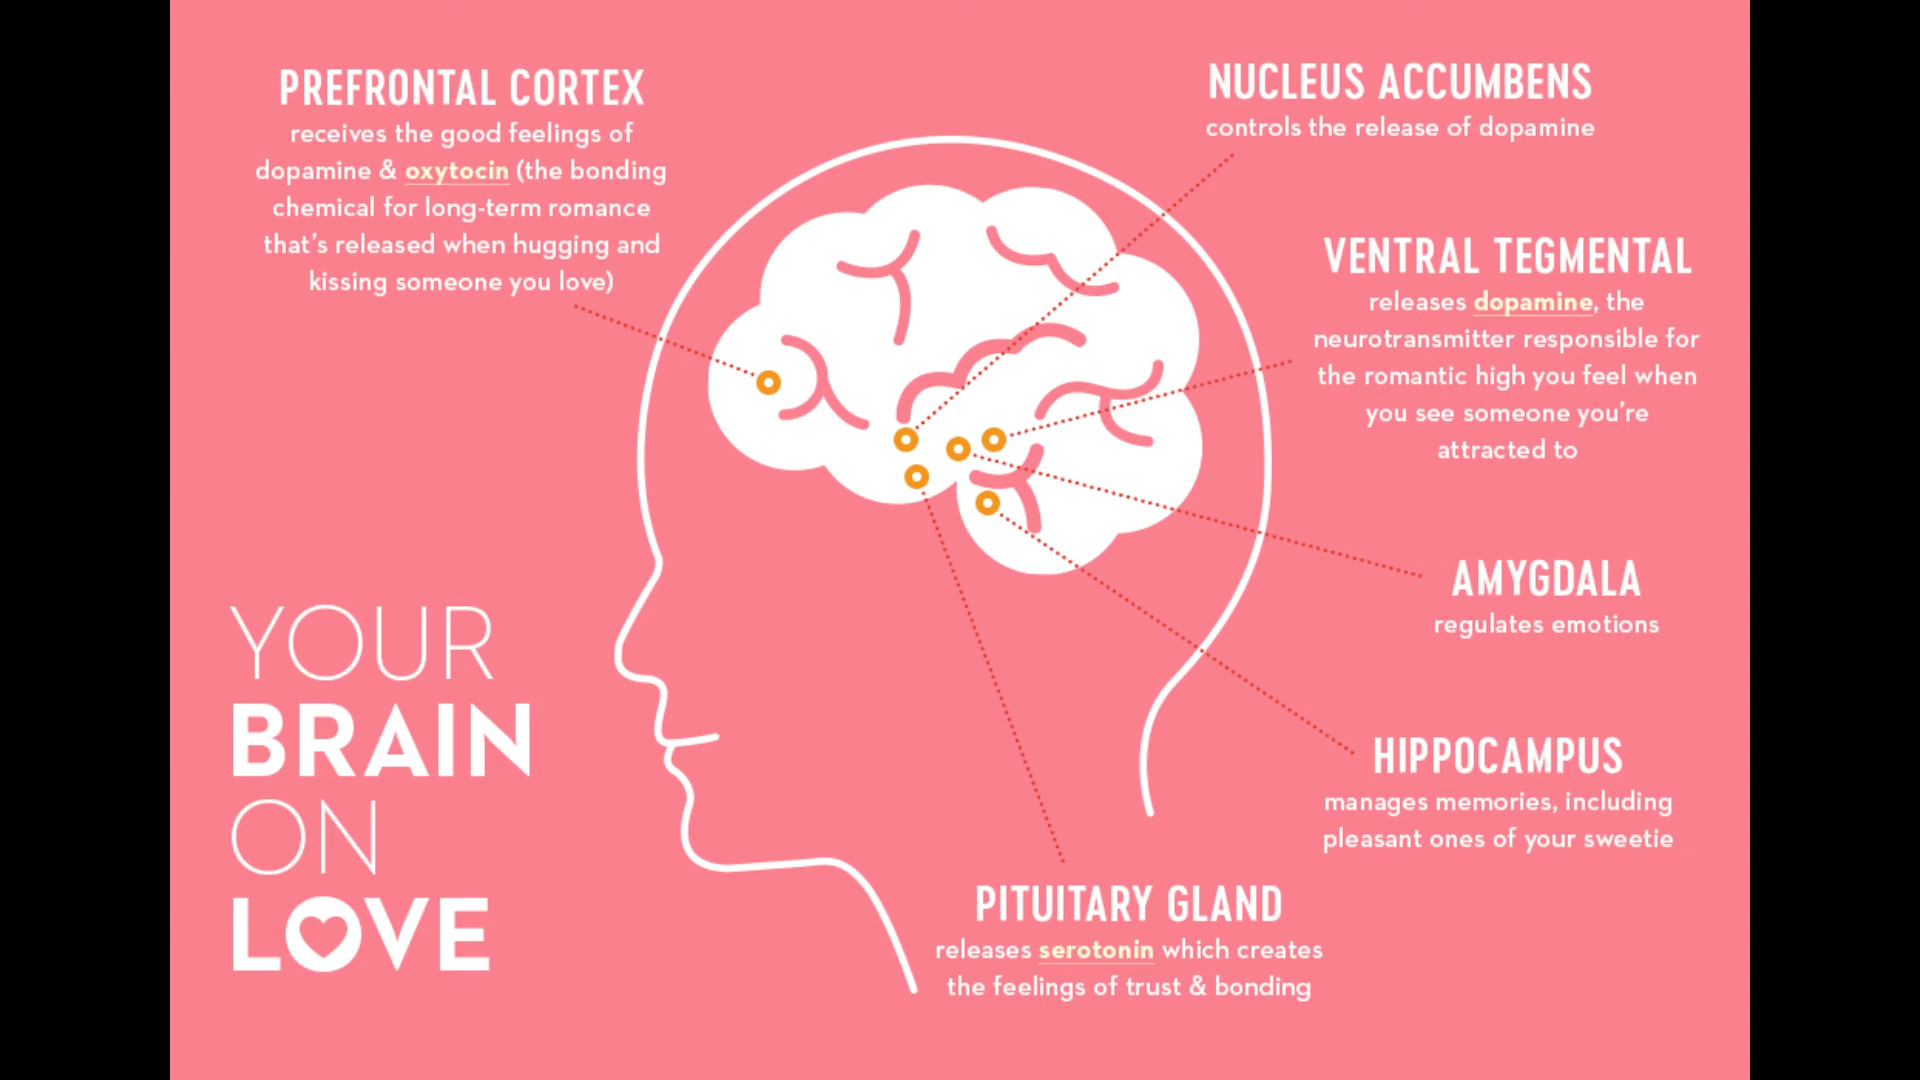 PREFRONTAL CORTEX
receives the good feelings of
dopamine & oxytocin (the bonding
chemical for long-term romance
that's released when hugging and
kissing someone you love)
NUCLEUS ACCUMBENS
controls the release of dopamine
VENTRAL TEGMENTAL
releases dopamine, the
neurotransmitter responsible for
the romantic high you feel when
you see someone you're
attracted to
AMYGDALA
regulates emotions
HIPPOCAMPUS
manages memories, including
pleasant ones of your sweetie
PITUITARY GLAND
releases serotonin which creates
the feelings of trust & bonding
YOUR
BRAIN
ON
LOVE